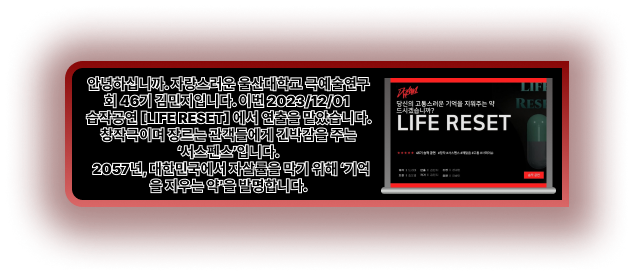 안녕하십니까. 자랑스러운 울산대학교 극예술연구
회 46기 김민지입니다. 이번 2023/12/01
습작공연 [LIFERESET] 에서 연출을 맡았습니다.
창작극이며 장르는 관객들에게 긴박감을 주는
‘서스펜스’입니다.
2057년, 대한민국에서 자살률을 막기 위해 ‘기억
을 지우는 약’을 발명합니다.
당신의 고통스러운 기억을 지워주는 약
드시겠습니까?
LIFE RESET
LIFE
RESET